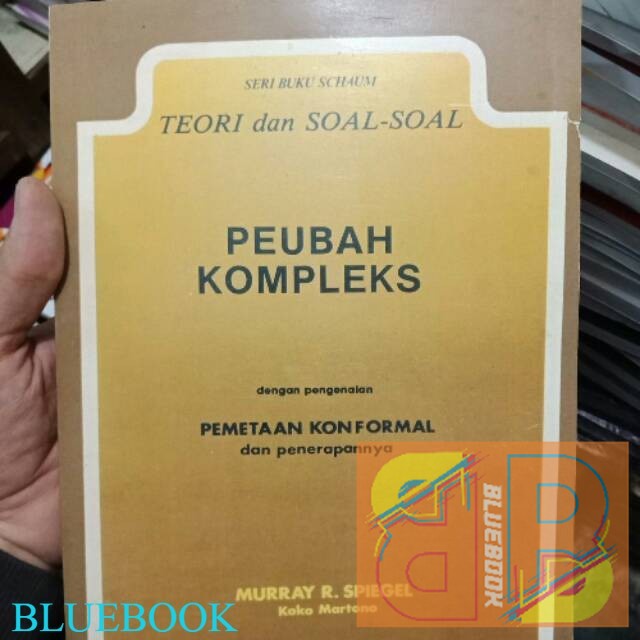 SERI BUKU SCHAUM
TEORI dan SOAL-SOAL
PEUBAH
KOMPLEKS
dengan pengenalan
PEMETAAN KONFORMAL
dan penerapannya
MURRAY R. SPIEGEL
Koko Martono
BLUEBOOK
BB
BLUEBOOK